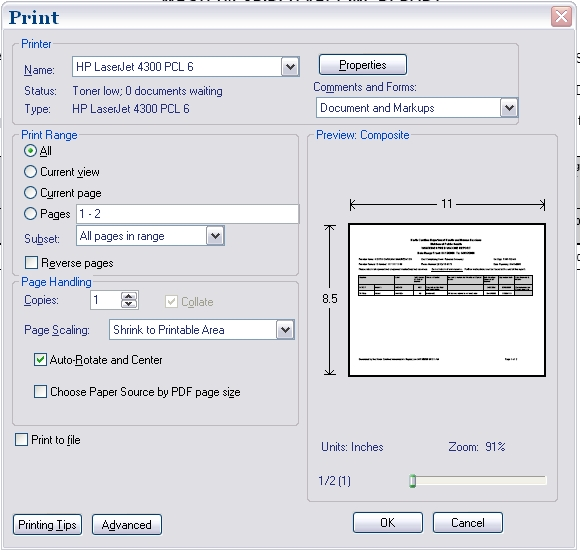 Print
Printer
Name: HP LaserJet 4300 PCL 6
Properties
Status: Toner low; 0 documents waiting
Comments and Forms:
Type: HP LaserJet 4300 PCL 6
Document and Markups
Print Range
All
Current view
Current page
Pages 1 - 2
Subset: All pages in range
Reverse pages
Page Handling
Copies: 1
Collate
Page Scaling: Shrink to Printable Area
Auto-Rotate and Center
Choose Paper Source by PDF page size
Print to file
Preview: Composite
11
8.5
Units: Inches Zoom: 91%
1/2 (1)
Printing Tips
Advanced
OK
Cancel